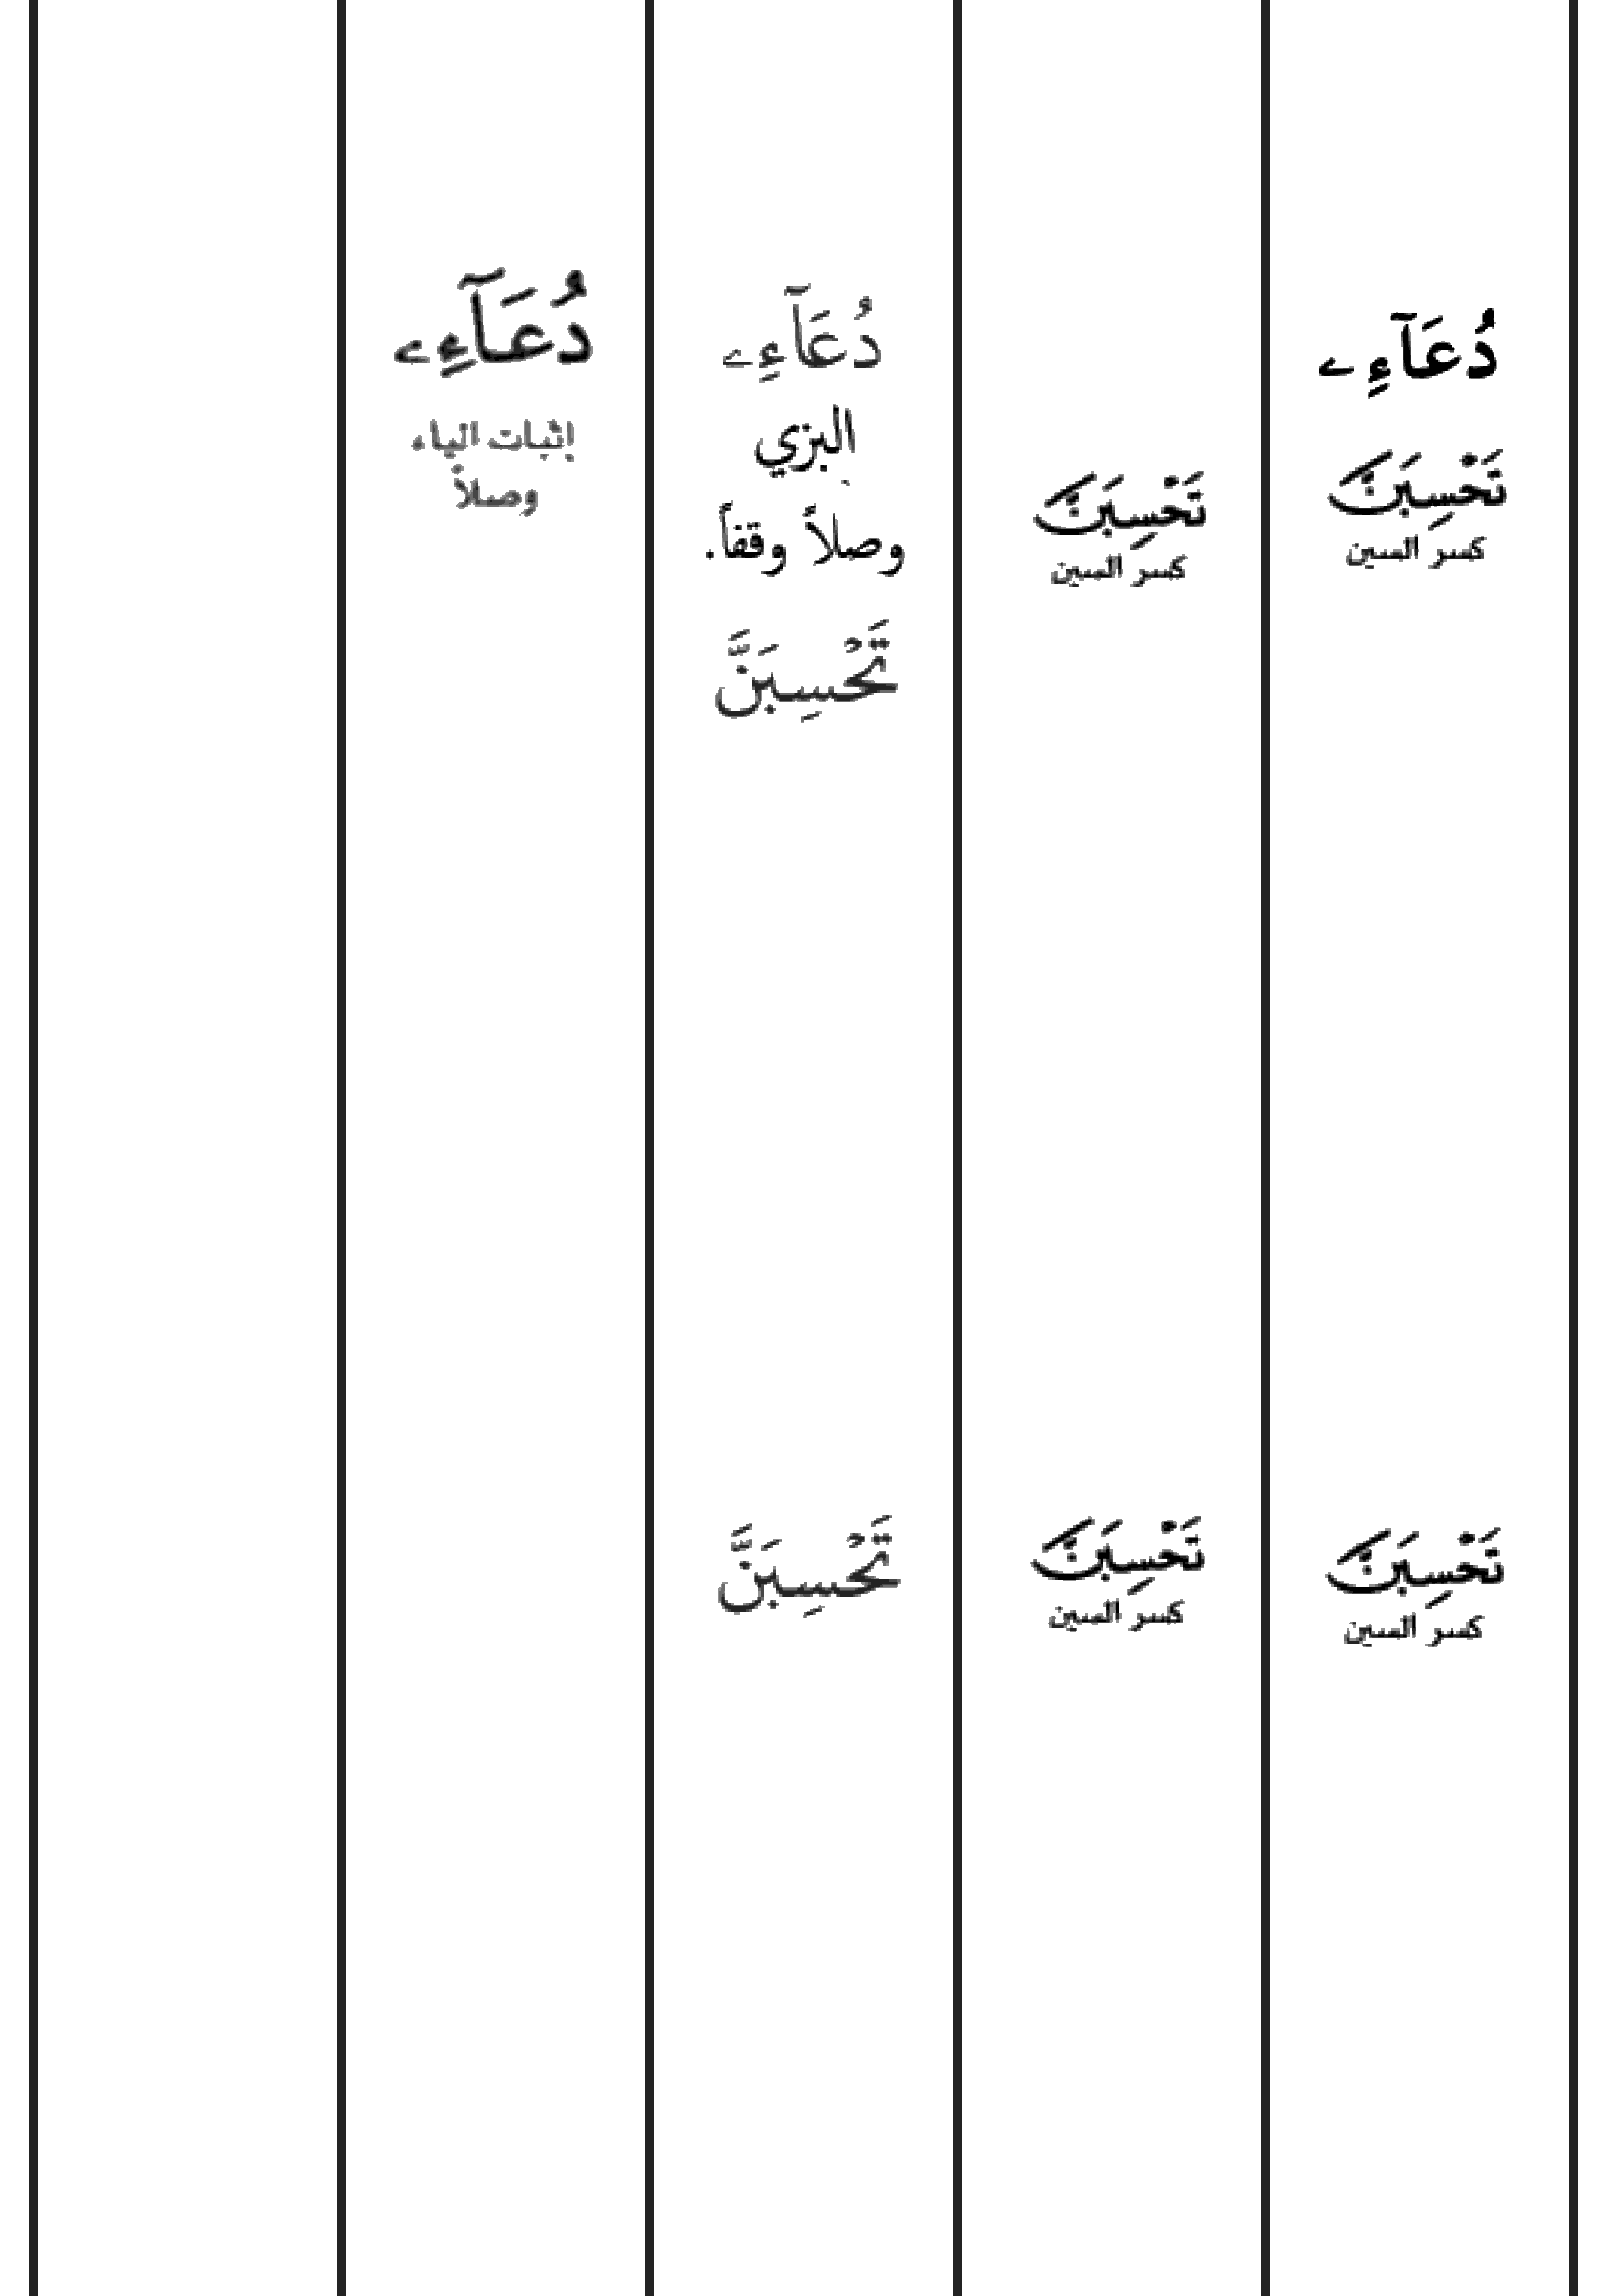 دُعَآءِے
تَحْسِبَنَّ
كسر السين
تَحْسِبَنَّ
كسر السين
دُعَآءِے
البزي
وصلاً وقفاً.
تَحْسِبَنَّ
دُعَآءِے
إثبات الياء
وصلاً
تَحْسِبَنَّ
كسر السين
تَحْسِبَنَّ
كسر السين
تَحْسِبَنَّ